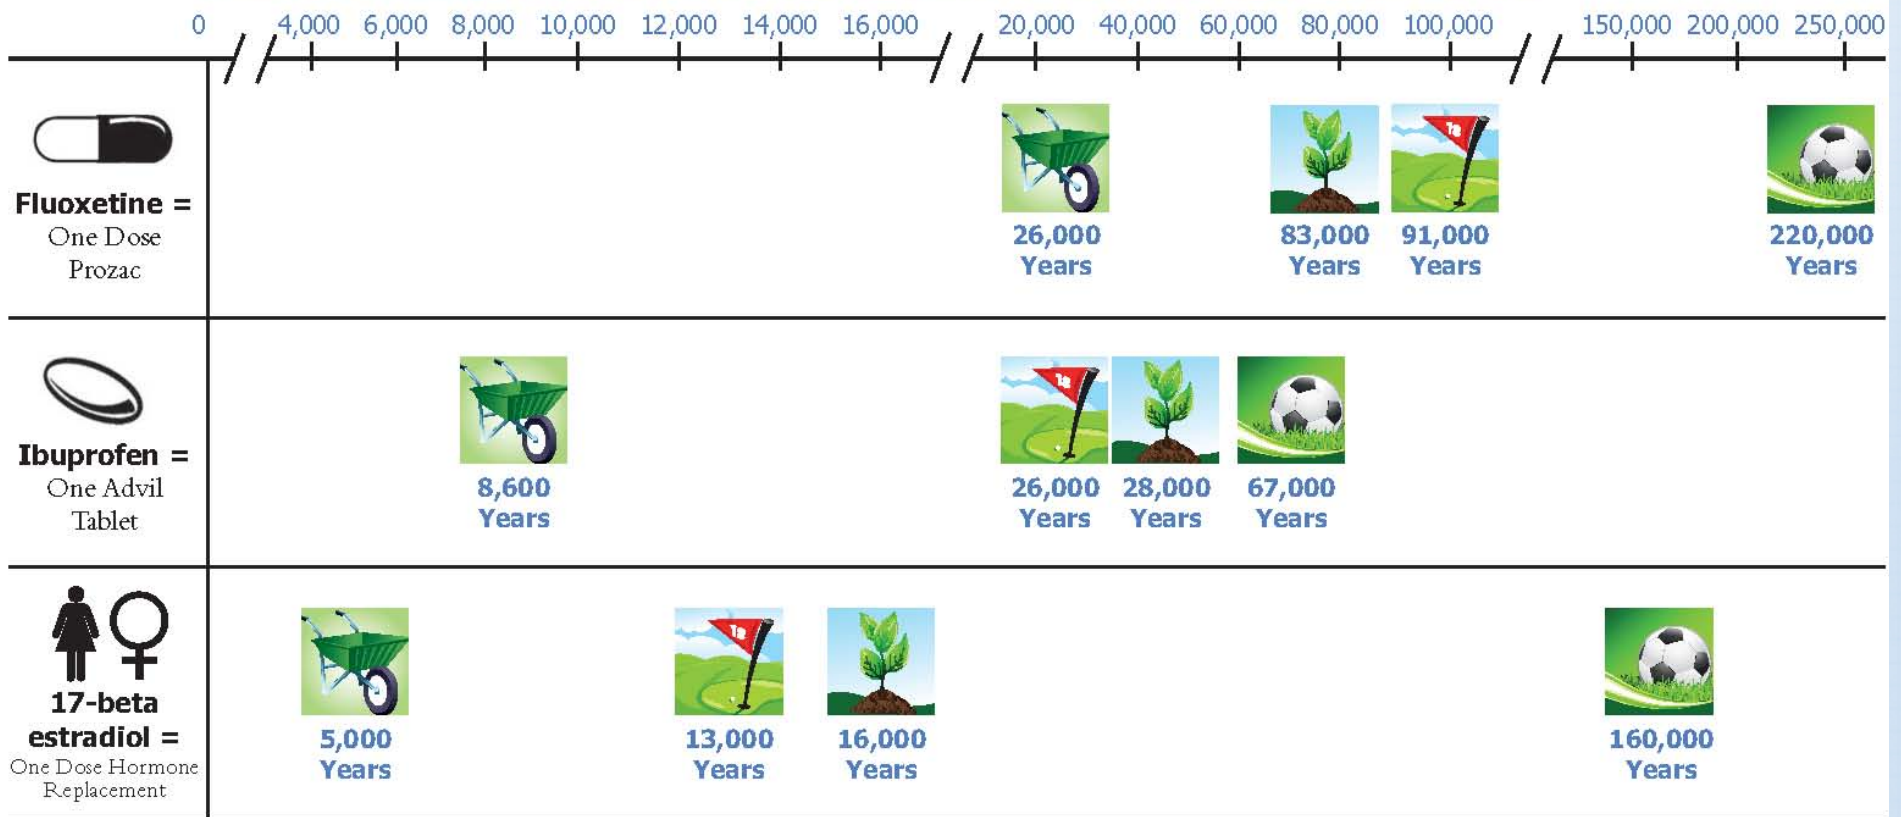 0 4,000 6,000 8,000 10,000 12,000 14,000 16,000 20,000 40,000 60,000 80,000 100,000 150,000 200,000 250,000
Fluoxetine =
One Dose
Prozac
18
26,000
Years
83,000
Years
91,000
Years
220,000
Years
Ibuprofen =
One Advil
Tablet
18
8,600
Years
26,000
Years
28,000
Years
67,000
Years
17-beta
estradiol =
One Dose Hormone
Replacement
18
5,000
Years
13,000
Years
16,000
Years
160,000
Years